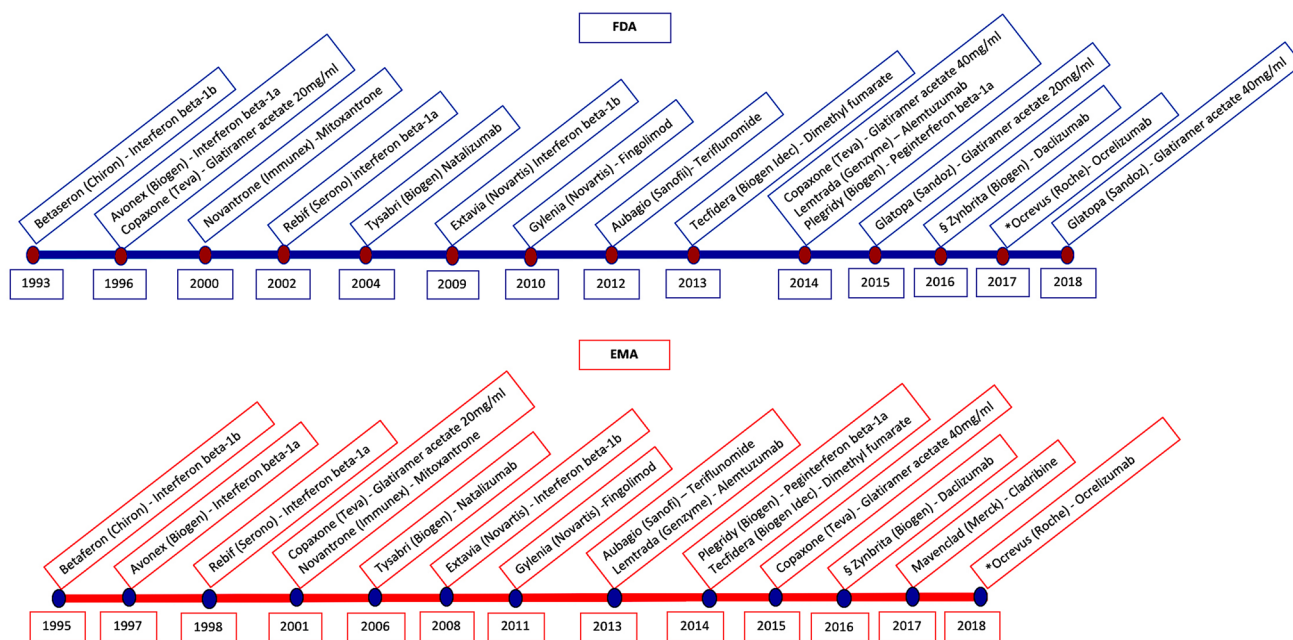 FDA
Betaseron (Chiron) - Interferon beta-1b
Avonex (Biogen) - Interferon beta-1a
Copaxone (Teva) - Glatiramer acetate 20mg/ml
Novantrone (Immunex) –Mitoxantrone
Rebif (Serono) interferon beta-1a
Tysabri (Biogen) Natalizumab
Extavia (Novartis) Interferon beta-1b
Gylenia (Novartis) - Fingolimod
Aubagio (Sanofii)–Teriflunomide
Tecfidera (Biogen Idec) – Dimethyl fumarate
Copaxone (Teva) - Glatiramer acetate 40mg/ml
Lemtrada (Genzyme) – Alemtuzumab
Plegridy (Biogen) - Peginterferon beta-1a
Glatopa (Sandoz) - Glatiramer acetate 20mg/ml
§ Zynbrita (Biogen) - Daclizumab
*Ocrevus (Roche)- Ocrelizumab
Glatopa (Sandoz) - Glatiramer acetate 40mg/ml
1993
1996
2000
2002
2004
2009
2010
2012
2013
2014
2015
2016
2017
2018
EMA
Betaferon (Chiron) - Interferon beta-1b
Avonex (Biogen) - Interferon beta-1a
Rebif (Serono) - Interferon beta-1a
Copaxone (Teva) - Glatiramer acetate 20mg/ml
Novantrone (Immunex) - Mitoxantrone
Tysabri (Biogen) - Natalizumab
Extavia (Novartis) - Interferon beta-1b
Gylenia (Novartis) –Fingolimod
Aubagio (Sanofi) – Teriflunomide
Lemtrada (Genzyme) - Alemtuzumab
Plegridy (Biogen) - Peginterferon beta-1a
Tecfidera (Biogen Idec) - Dimethyl fumarate
Copaxone (Teva) - Glatiramer acetate 40mg/ml
§ Zynbrita (Biogen) – Daclizumab
Mavenclad (Merck) - Cladribine
*Ocrevus (Roche) - Ocrelizumab
1995
1997
1998
2001
2006
2008
2011
2013
2014
2015
2016
2017
2018